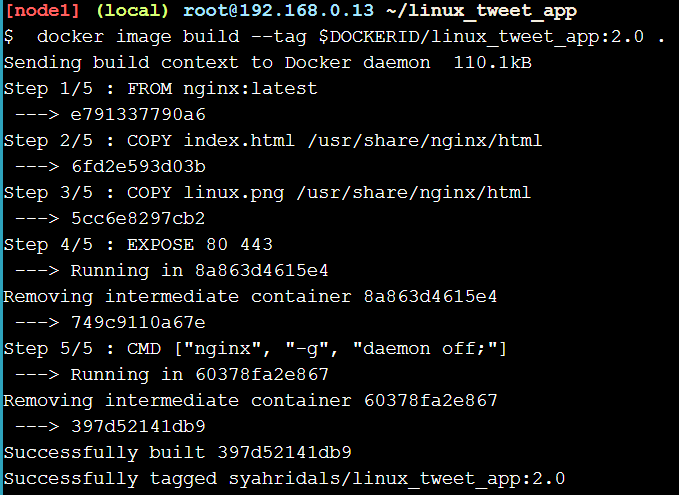 [node1] (local) root@192.168.0.13 ~/linux_tweet_app
$  docker image build --tag $DOCKERID/linux_tweet_app:2.0 .
Sending build context to Docker daemon  110.1kB
Step 1/5 : FROM nginx:latest
 ---> e791337790a6
Step 2/5 : COPY index.html /usr/share/nginx/html
 ---> 6fd2e593d03b
Step 3/5 : COPY linux.png /usr/share/nginx/html
 ---> 5cc6e8297cb2
Step 4/5 : EXPOSE 80 443
 ---> Running in 8a863d4615e4
Removing intermediate container 8a863d4615e4
 ---> 749c9110a67e
Step 5/5 : CMD ["nginx", "-g", "daemon off;"]
 ---> Running in 60378fa2e867
Removing intermediate container 60378fa2e867
 ---> 397d52141db9
Successfully built 397d52141db9
Successfully tagged syahridals/linux_tweet_app:2.0